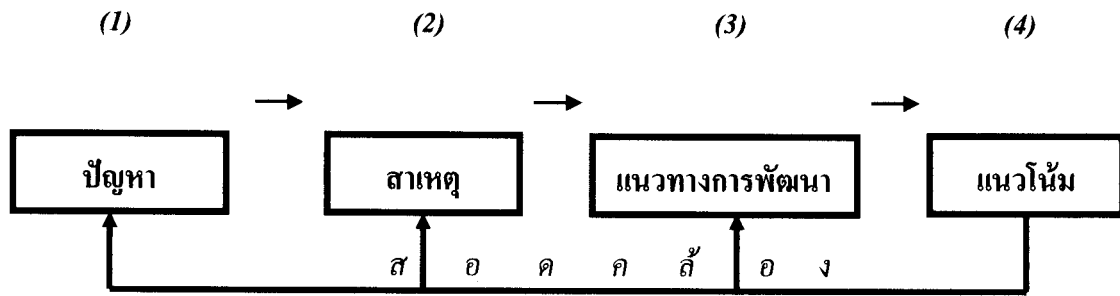 (1) (2) (3) (4)
ปัญหา สาเหตุ แนวทางการพัฒนา แนวโน้ม
ส อ ด ค ล้ อ ง